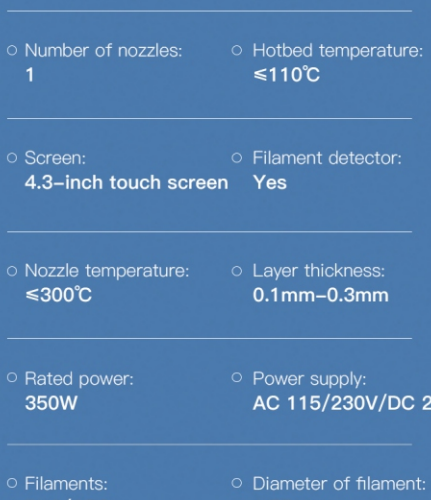 Number of nozzles:
1
Hotbed temperature:
≤110℃
Screen:
4.3-inch touch screen
Filament detector:
Yes
Nozzle temperature:
≤300℃
Layer thickness:
0.1mm-0.3mm
Rated power:
350W
Power supply:
AC 115/230V/DC 2
Filaments:
Diameter of filament: